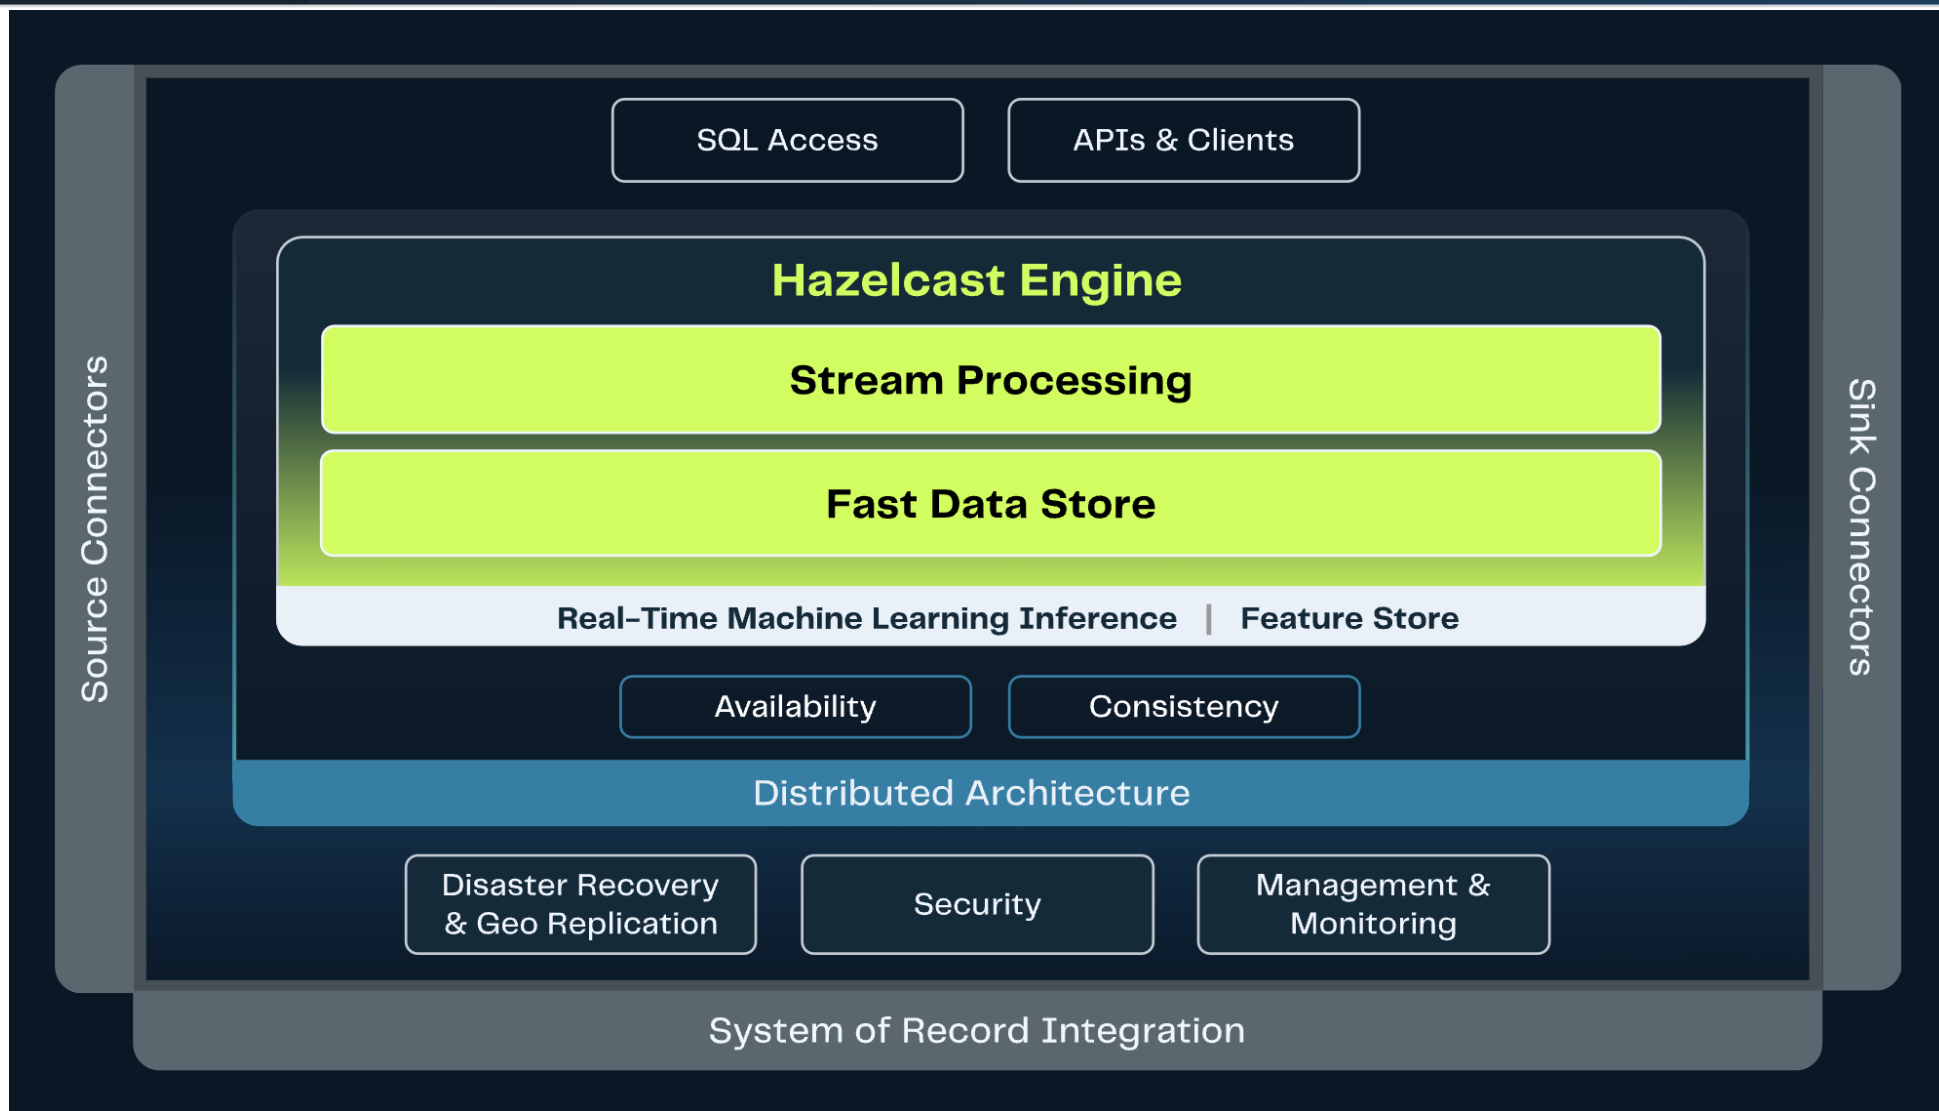 SQL Access
APIs & Clients
Hazelcast Engine
Stream Processing
Fast Data Store
Real-Time Machine Learning Inference | Feature Store
Availability
Consistency
Distributed Architecture
Disaster Recovery
& Geo Replication
Security
Management &
Monitoring
Source Connectors
Sink Connectors
System of Record Integration